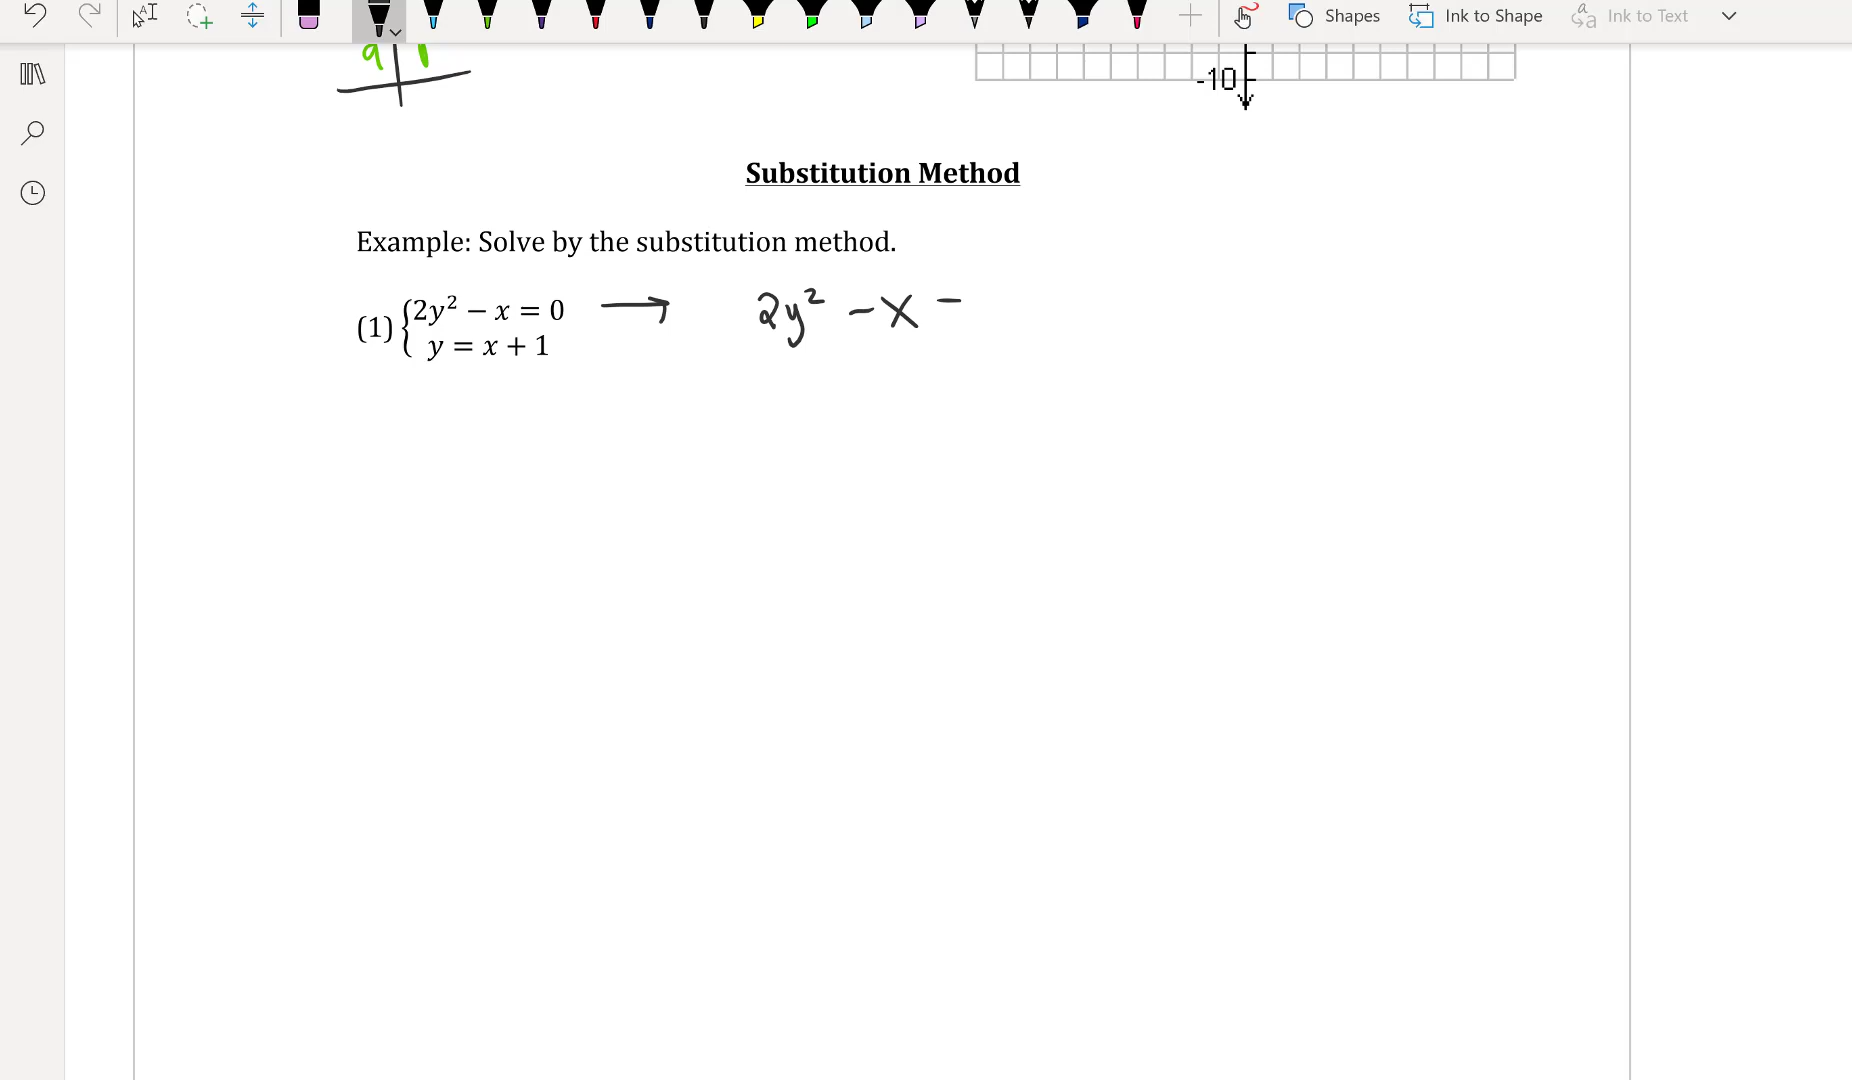 Shapes Ink to Shape Ink to Text
9
-10
Substitution Method
Example: Solve by the substitution method.
(1) {2y² − x = 0 → 2y² − x −
y = x + 1